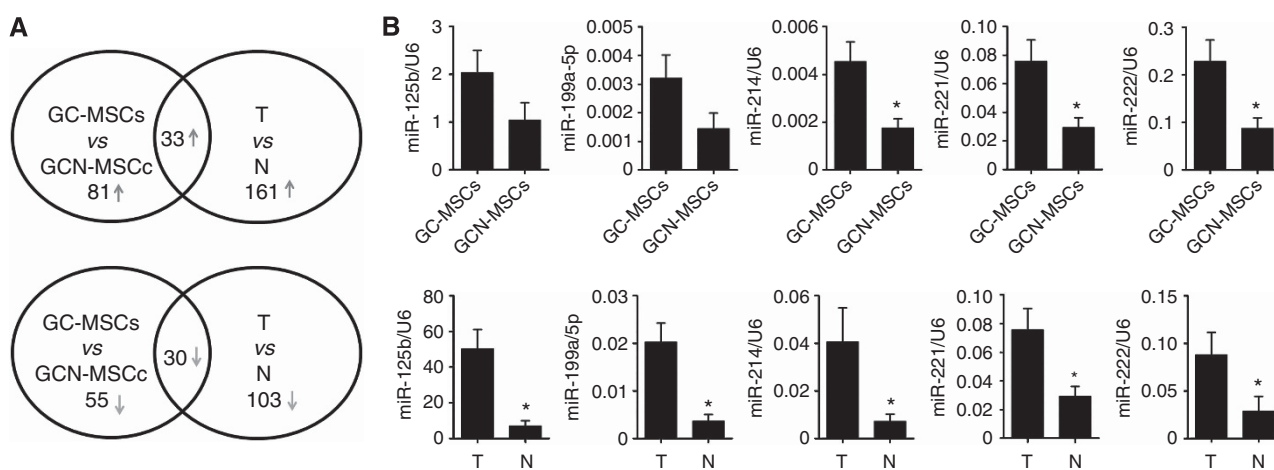 A
GC-MSCs
vs
GCN-MSCc
81↑
33↑
T
vs
N
161↑
GC-MSCs
vs
GCN-MSCc
55↓
30↓
T
vs
N
103↓
B
miR-125b/U6
3
2
1
0
GC-MSCs
GCN-MSCs
miR-199a-5p
0.005
0.004
0.003
0.002
0.001
0.000
GC-MSCs
GCN-MSCs
miR-214/U6
0.006
0.004
0.002
0.000
*
GC-MSCs
GCN-MSCs
miR-221/U6
0.10
0.08
0.06
0.04
0.02
0.00
*
GC-MSCs
GCN-MSCs
miR-222/U6
0.3
0.2
0.1
0.0
*
GC-MSCs
GCN-MSCs
miR-125b/U6
80
60
40
20
0
*
T N
miR-199a/5p
0.03
0.02
0.01
0
*
T N
miR-214/U6
0.06
0.04
0.02
0
*
T N
miR-221/U6
0.10
0.08
0.06
0.04
0.02
0
*
T N
miR-222/U6
0.15
0.10
0.05
0
*
T N